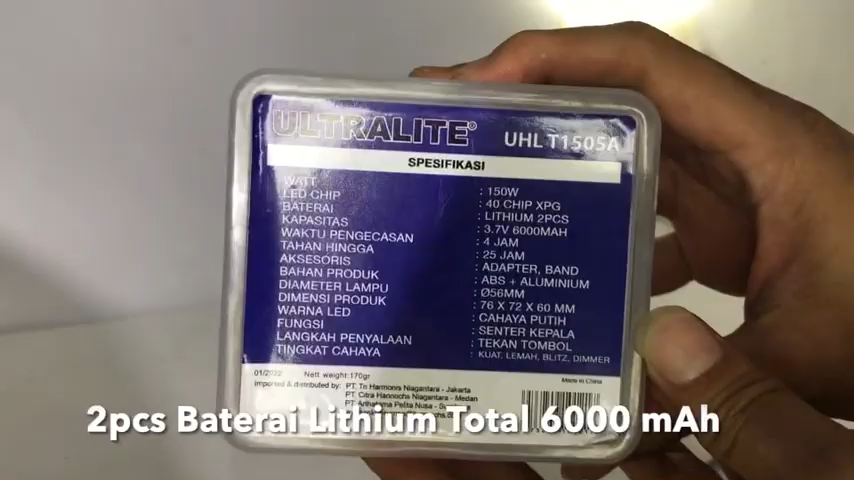 ULTRALITE® UHL T1505A
SPESIFIKASI
WATT : 150W
LED CHIP : 40 CHIP XPG
BATERAI : LITHIUM 2PCS
KAPASITAS : 3.7V 6000MAH
WAKTU PENGECASAN : 4 JAM
TAHAN HINGGA : 25 JAM
AKSESORIS : ADAPTER, BAND
BAHAN PRODUK : ABS + ALUMINIUM
DIAMETER LAMPU : Ø56MM
DIMENSI PRODUK : 76 X 72 X 60 MM
WARNA LED : CAHAYA PUTIH
FUNGSI : SENTER KEPALA
LANGKAH PENYALAAN : TEKAN TOMBOL
TINGKAT CAHAYA : KUAT, LEMAH, BLITZ, DIMMER
01/2022 Nett weight:170gr Made in China
Imported & distributed by: PT. Tri Harmonis Niagantara - Jakarta
PT. Citra Hannochs Niagantara - Medan
PT. Pelita Nusa -
2pcs Baterai Lithium Total 6000 mAh